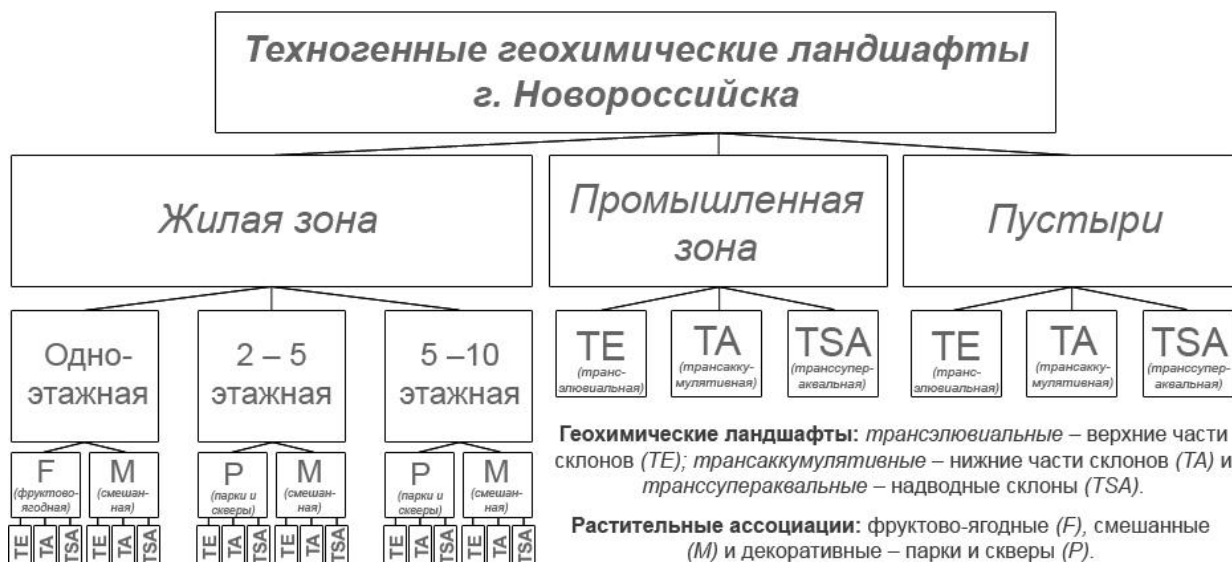 Техногенные геохимические ландшафты
г. Новороссийска
Жилая зона
Промышленная
зона
Пустыри
Одно-
этажная
2 – 5
этажная
5 –10
этажная
TE
(транс-
элювиальная)
TA
(трансакку-
мулятивная)
TSA
(транссупер-
аквальная)
TE
(транс-
элювиальная)
TA
(трансакку-
мулятивная)
TSA
(транссупер-
аквальная)
F
(фруктово-
ягодная)
M
(смешан-
ная)
P
(парки и
скверы)
M
(смешан-
ная)
P
(парки и
скверы)
M
(смешан-
ная)
TE
TA
TSA
TE
TA
TSA
TE
TA
TSA
TE
TA
TSA
TE
TA
TSA
TE
TA
TSA
Геохимические ландшафты: трансэлювиальные – верхние части
склонов (TE); трансаккумулятивные – нижние части склонов (TA) и
транссупераквальные – надводные склоны (TSA).
Растительные ассоциации: фруктово-ягодные (F), смешанные
(M) и декоративные – парки и скверы (P).